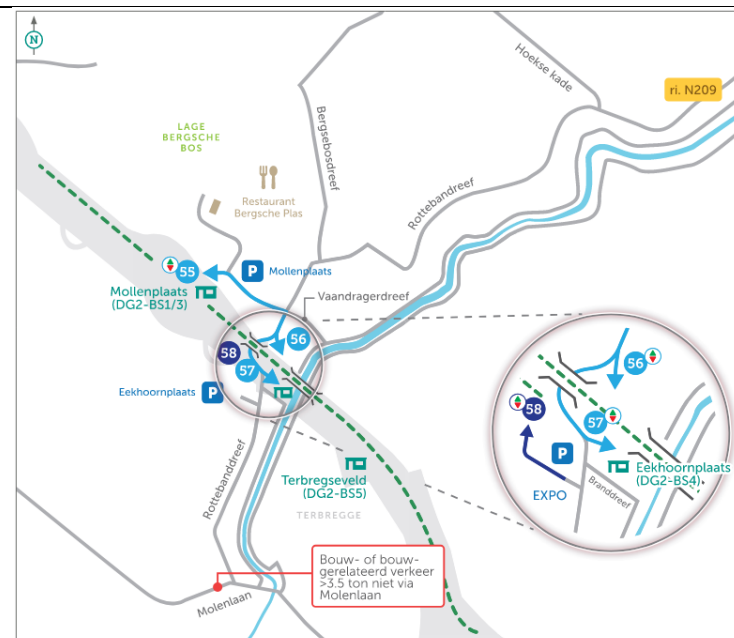 N
Hoekse kade
ri. N209
LAGE
BERGSCHE
BOS
Bergsebosdreef
Restaurant
Bergsche Plas
Rottebandreef
55
P
Mollenplaats
Mollenplaats
(DG2-BS1/3)
Vaandragerdreef
56
58
57
Eekhoornplaats
P
56
58
57
P
EXPO
Eekhoornplaats
(DG2-BS4)
Branddreef
Rottebanddreef
Terbregseveld
(DG2-BS5)
TERBREGGE
Bouw- of bouw-
gerelateerd verkeer
>3.5 ton niet via
Molenlaan
Molenlaan